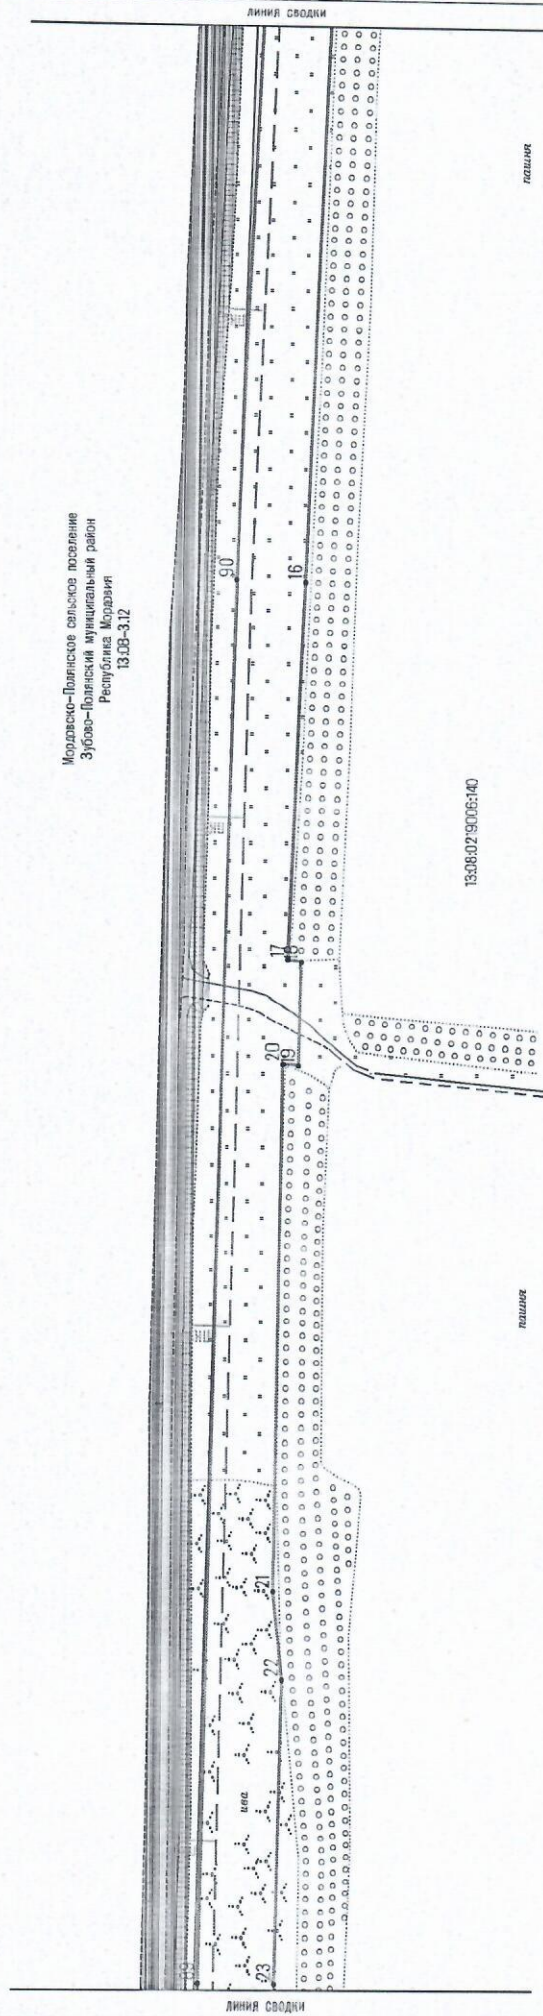 ЛИНИЯ СВОДКИ
пашня
Мордовско-Полянское сельское поселение
Зубово-Полянский муниципальный район
Республика Мордовия
13:08-3.12
90
16
17
18
13:08:0219006:140
20
19
пашня
21
22
ива
89
23
ЛИНИЯ СВОДКИ